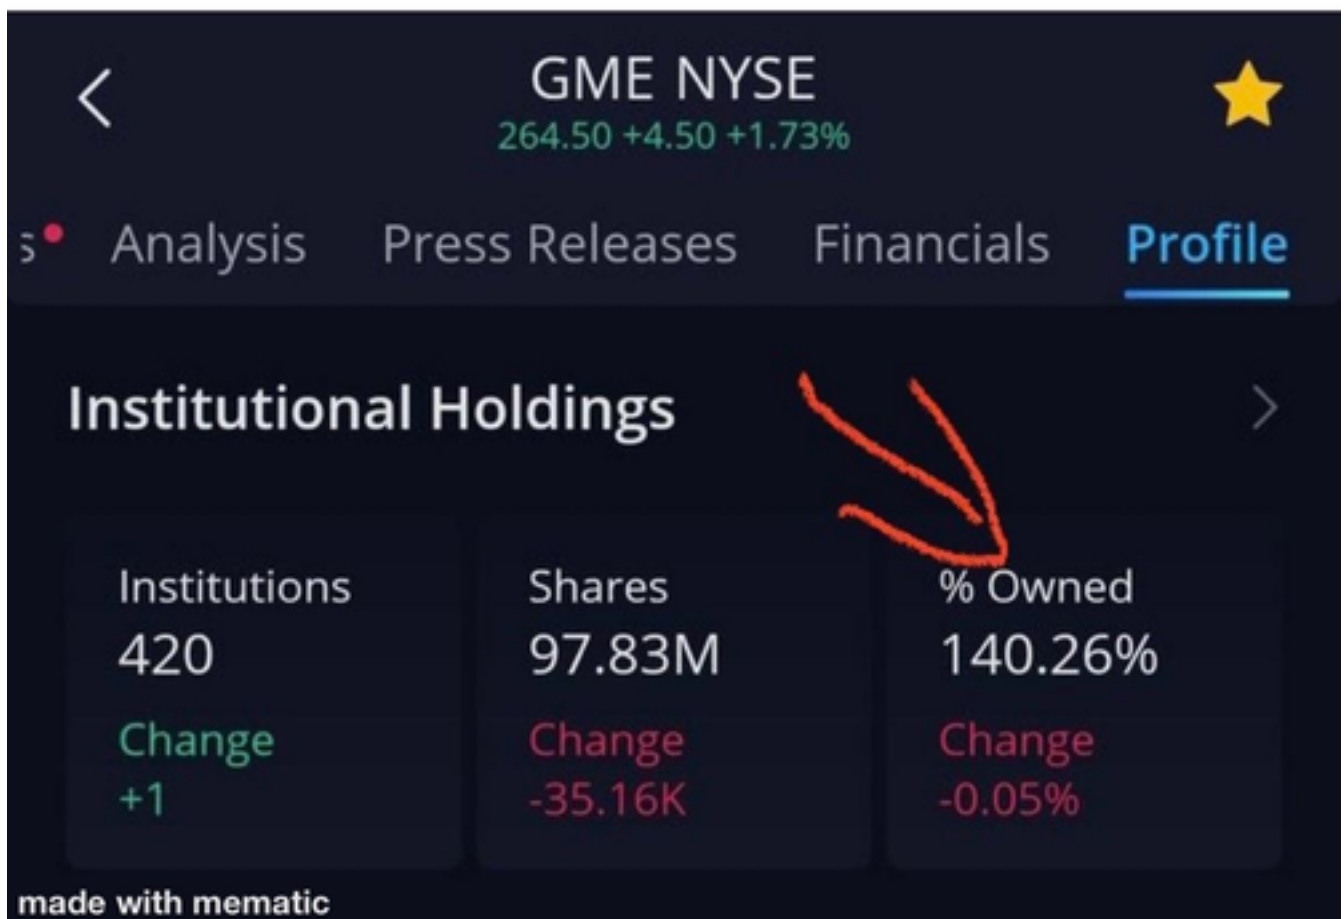 GME NYSE
264.50 +4.50 +1.73%
s Analysis Press Releases Financials Profile
Institutional Holdings
Institutions Shares % Owned
420 97.83M 140.26%
Change Change Change
+1 -35.16K -0.05%
made with mematic